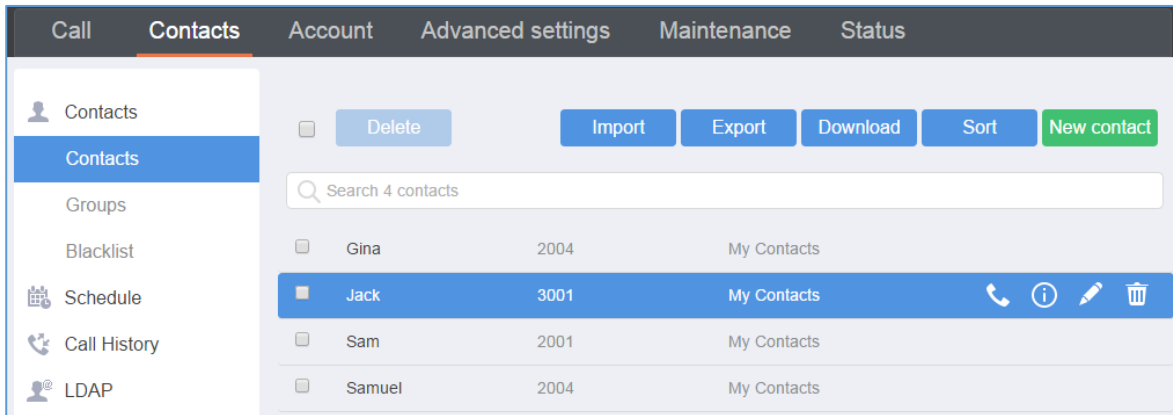 Call Contacts Account Advanced settings Maintenance Status
Contacts
Contacts
Groups
Blacklist
Schedule
Call History
LDAP
Delete Import Export Download Sort New contact
Search 4 contacts
Gina 2004 My Contacts
Jack 3001 My Contacts
Sam 2001 My Contacts
Samuel 2004 My Contacts